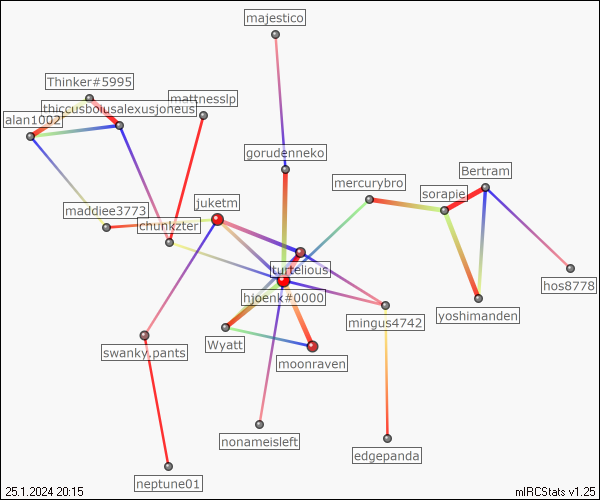 majestico
Thinker#5995
mattnesslp
thiccusbousalexusjoneus
alan1002
gorudenneko
Bertram
mercurybro
sorapie
juketm
maddiee3773
chunkzter
turtelious
hos8778
hjoenk#0000
mingus4742
yoshimanden
Wyatt
swanky.pants
moonraven
nonameisleft
edgepanda
neptune01
25.1.2024 20:15
mIRCStats v1.25